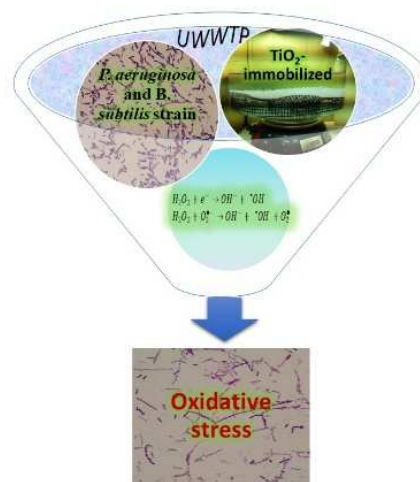 UWWTP
P. aeruginosa
and B.
subtilis strain
TiO₂-
immobilized
H₂O₂ + e⁻ → OH⁻ + •OH
H₂O₂ + O₂•⁻ → OH⁻ + •OH + O₂
Oxidative
stress